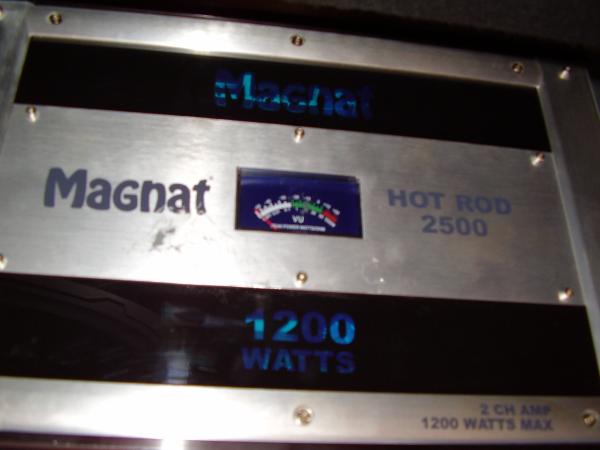 Magnat
Magnat
HOT ROD
2500
VU
1200
WATTS
2 CH AMP
1200 WATTS MAX